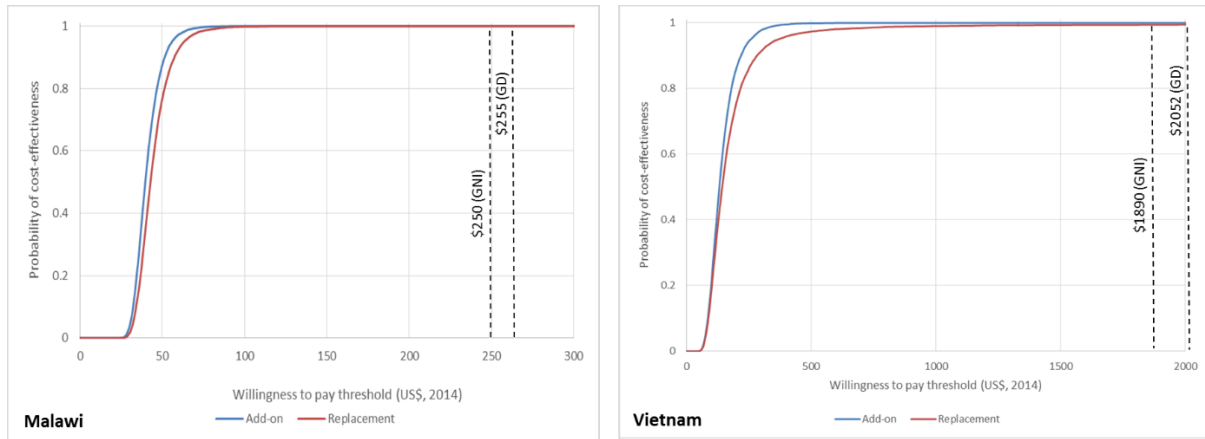 Probability of cost-effectiveness
1
0.8
0.6
0.4
0.2
0
0 50 100 150 200 250 300
$250 (GNI)
$255 (GD)
Willingness to pay threshold (US$, 2014)
Malawi
Add-on Replacement
Probability of cost-effectiveness
1
0.8
0.6
0.4
0.2
0
0 500 1000 1500 2000
$1890 (GNI)
$2052 (GD)
Willingness to pay threshold (US$, 2014)
Vietnam
Add-on Replacement